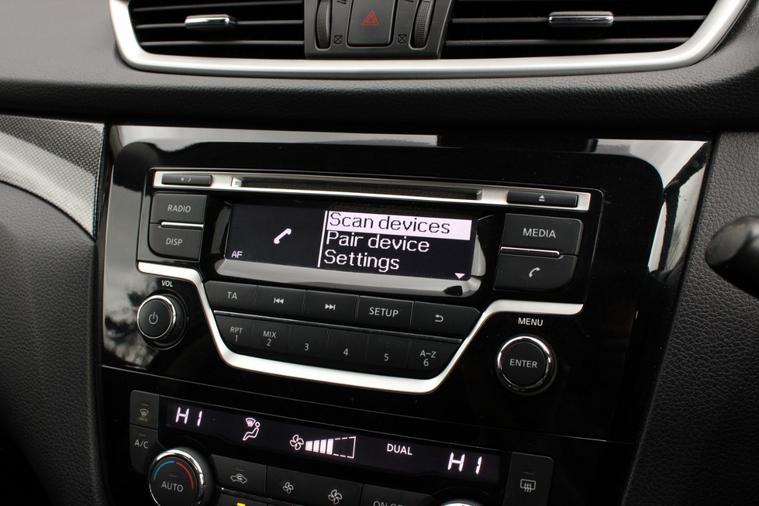 RADIO
DISP
AF
Scan devices
Pair device
Settings
MEDIA
VOL
TA
SETUP
MENU
RPT
1
MIX
2
3
4
5
A-Z
6
ENTER
HI
DUAL
HI
A/C
AUTO